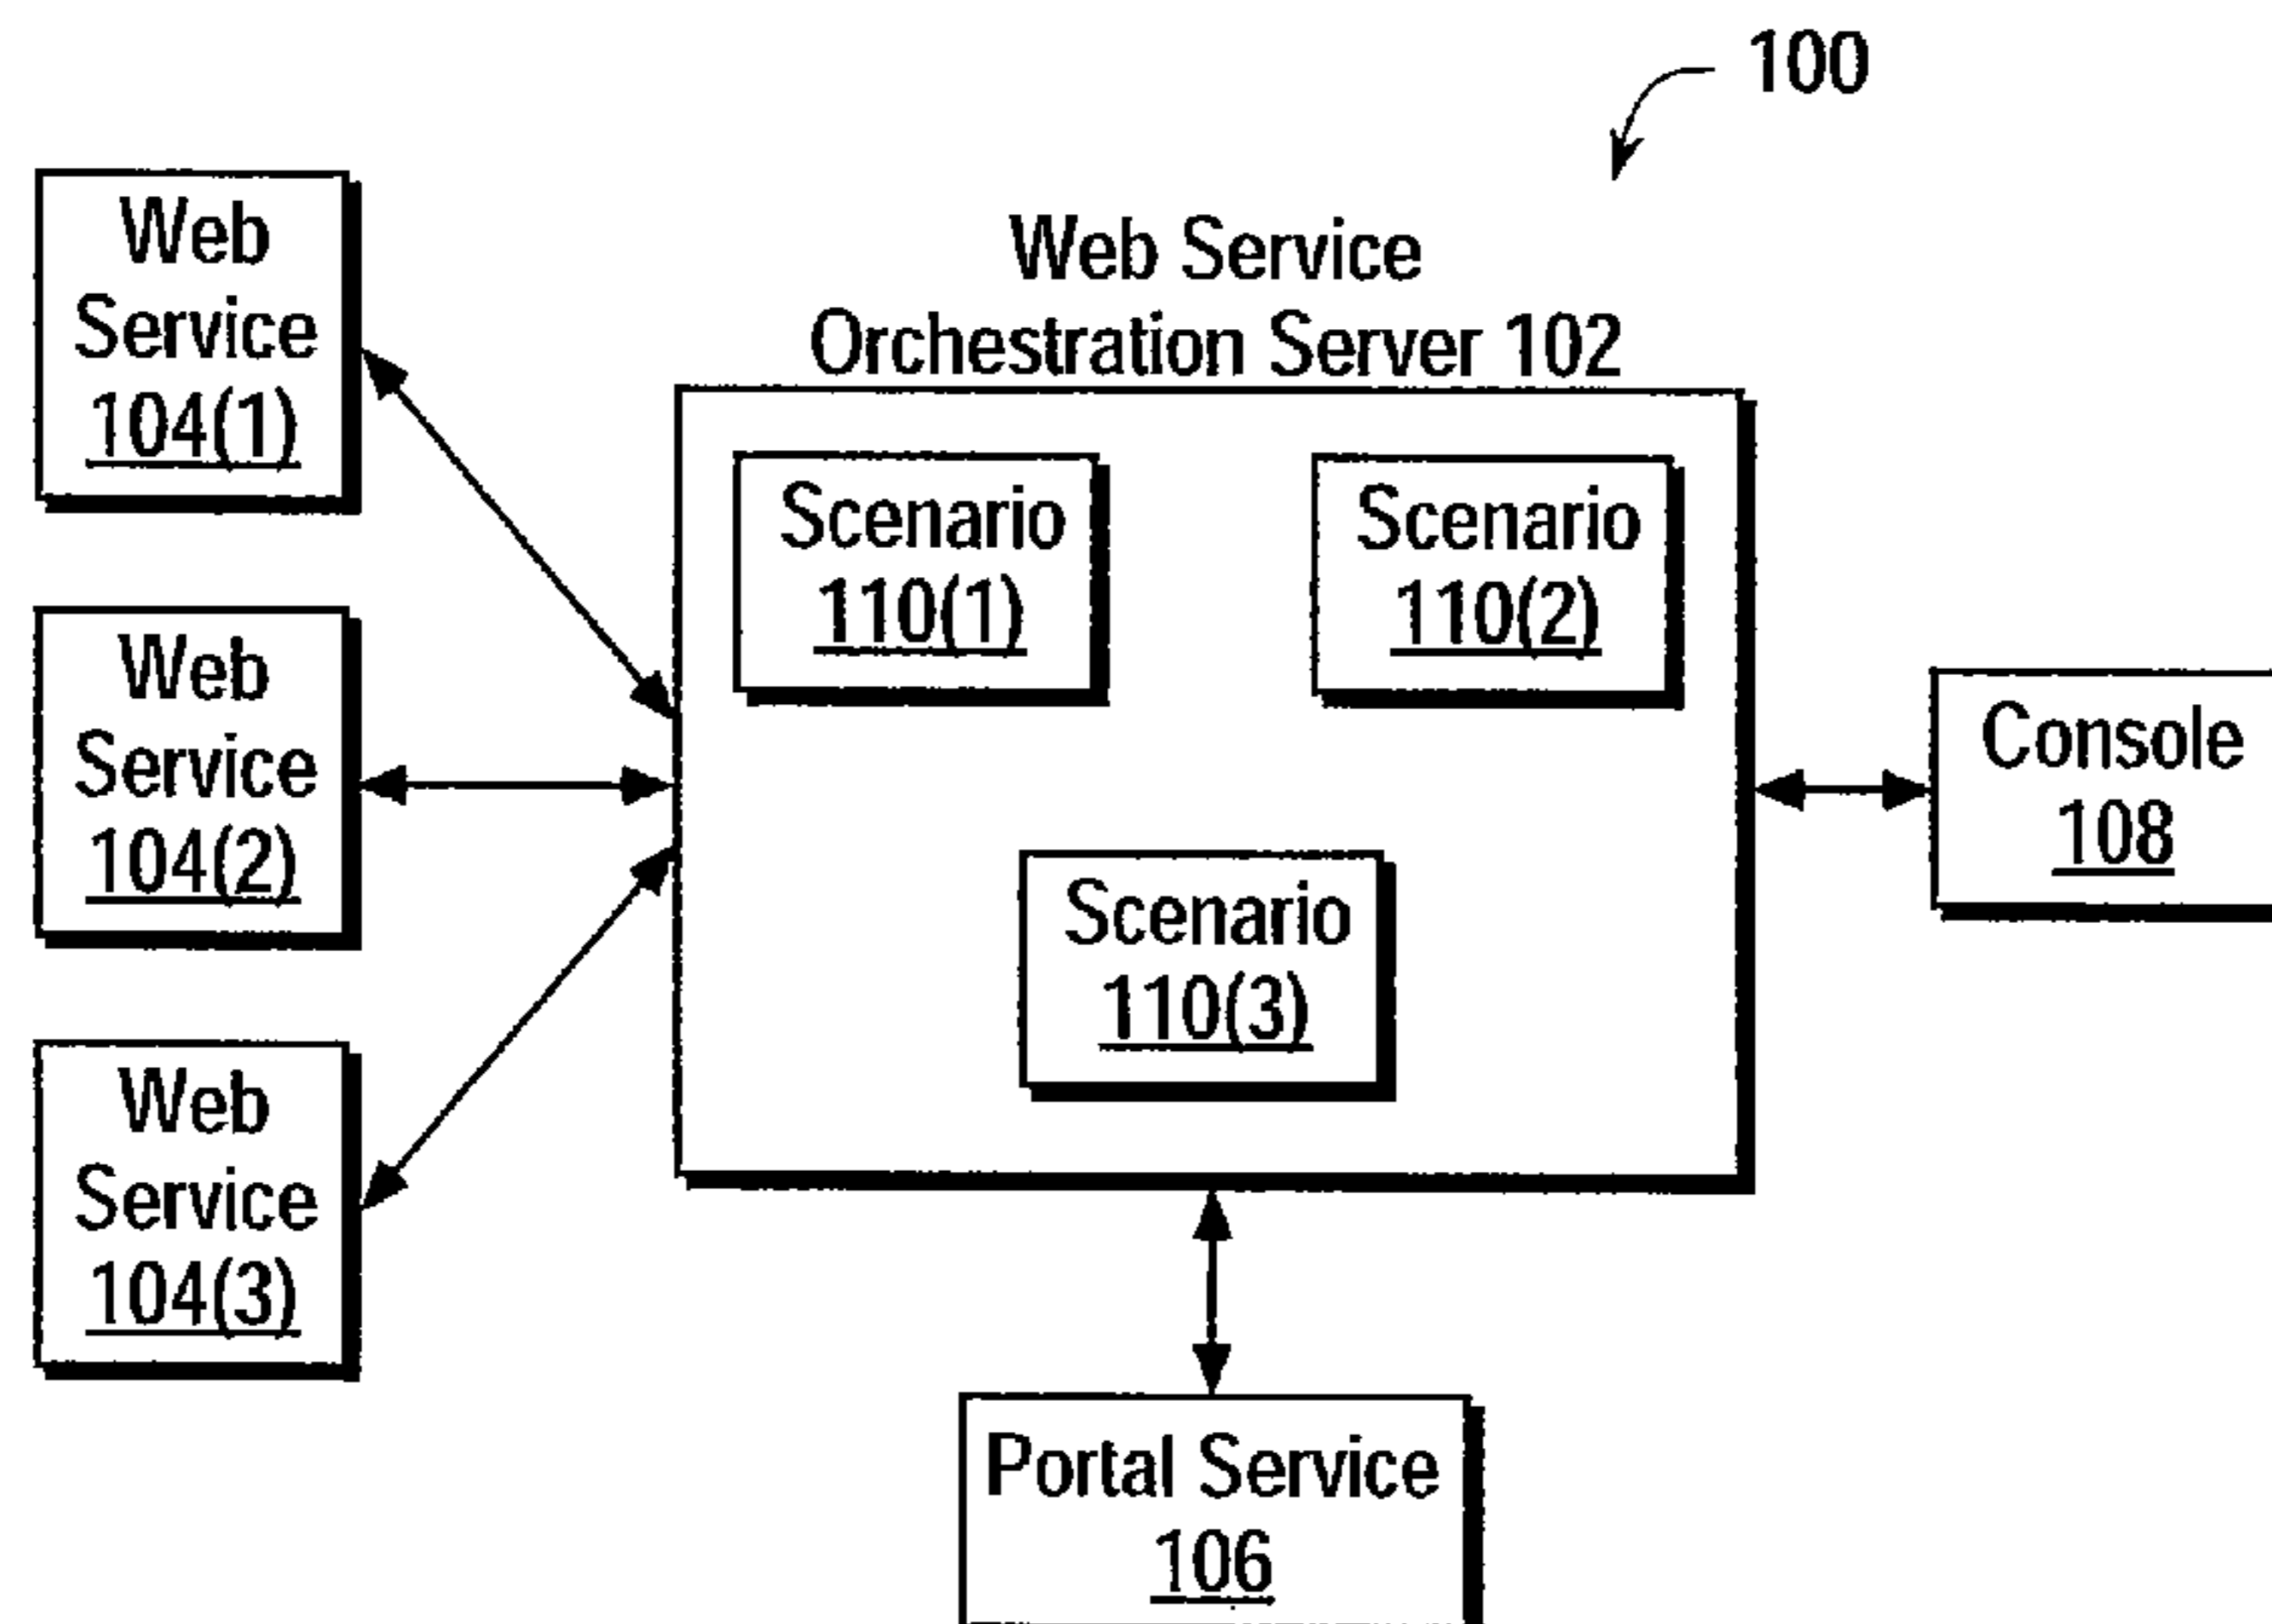 100
Web
Service
104(1)
Web Service
Orchestration Server 102
Scenario
110(1)
Scenario
110(2)
Web
Service
104(2)
Console
108
Scenario
110(3)
Web
Service
104(3)
Portal Service
106